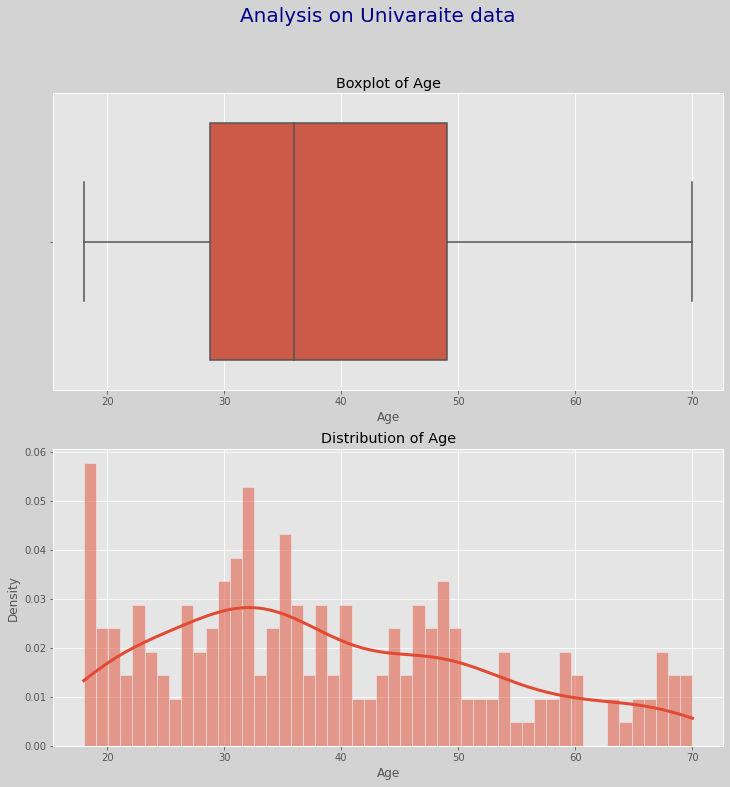 Analysis on Univaraite data
Boxplot of Age
20 30 40 50 60 70
Age
Distribution of Age
0.06
0.05
0.04
0.03
0.02
0.01
0.00
Density
20 30 40 50 60 70
Age